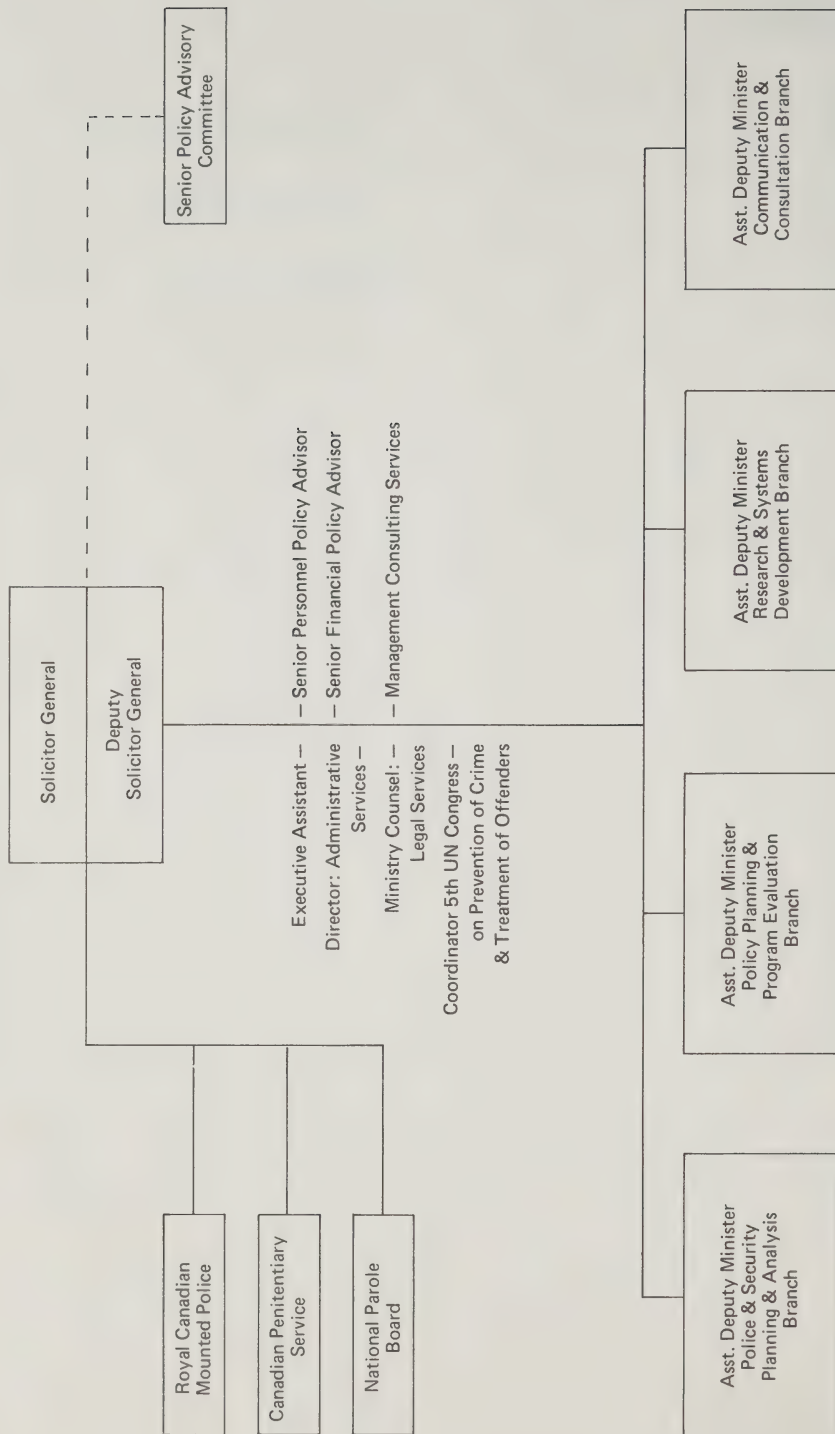 Solicitor General
Deputy
Solicitor General
Senior Policy Advisory
Committee
Royal Canadian
Mounted Police
Canadian Penitentiary
Service
National Parole
Board
Executive Assistant —
Director: Administrative
Services —
Ministry Counsel: —
Legal Services
Coordinator 5th UN Congress —
on Prevention of Crime
& Treatment of Offenders
— Senior Personnel Policy Advisor
— Senior Financial Policy Advisor
— Management Consulting Services
Asst. Deputy Minister
Police & Security
Planning & Analysis
Branch
Asst. Deputy Minister
Policy Planning &
Program Evaluation
Branch
Asst. Deputy Minister
Research & Systems
Development Branch
Asst. Deputy Minister
Communication &
Consultation Branch